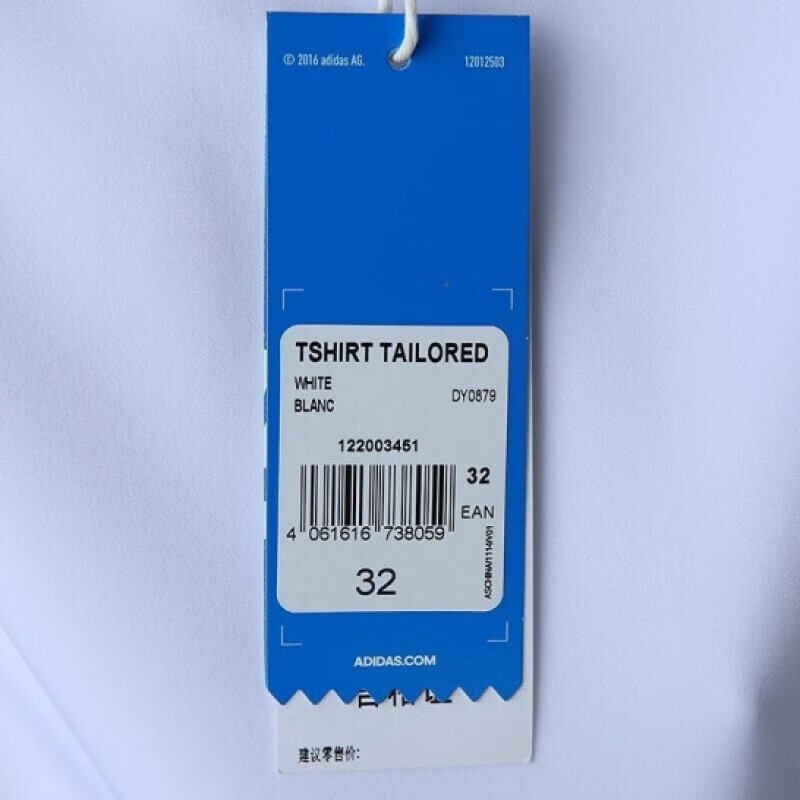 © 2016 adidas AG.
12012503
TSHIRT TAILORED
WHITE
BLANC
DY0879
122003451
32
EAN
4 061616 738059
32
ADIDAS.COM
建议零售价: